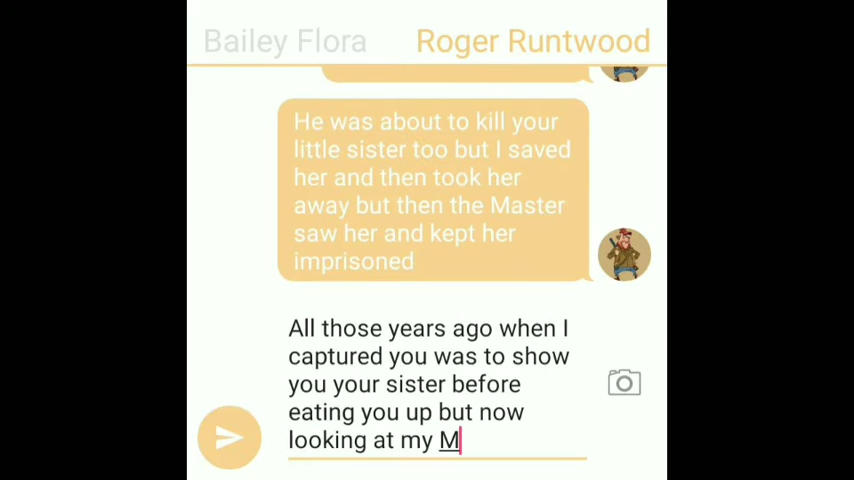 Bailey Flora Roger Runtwood
He was about to kill your
little sister too but I saved
her and then took her
away but then the Master
saw her and kept her
imprisoned
All those years ago when I
captured you was to show
you your sister before
eating you up but now
looking at my M